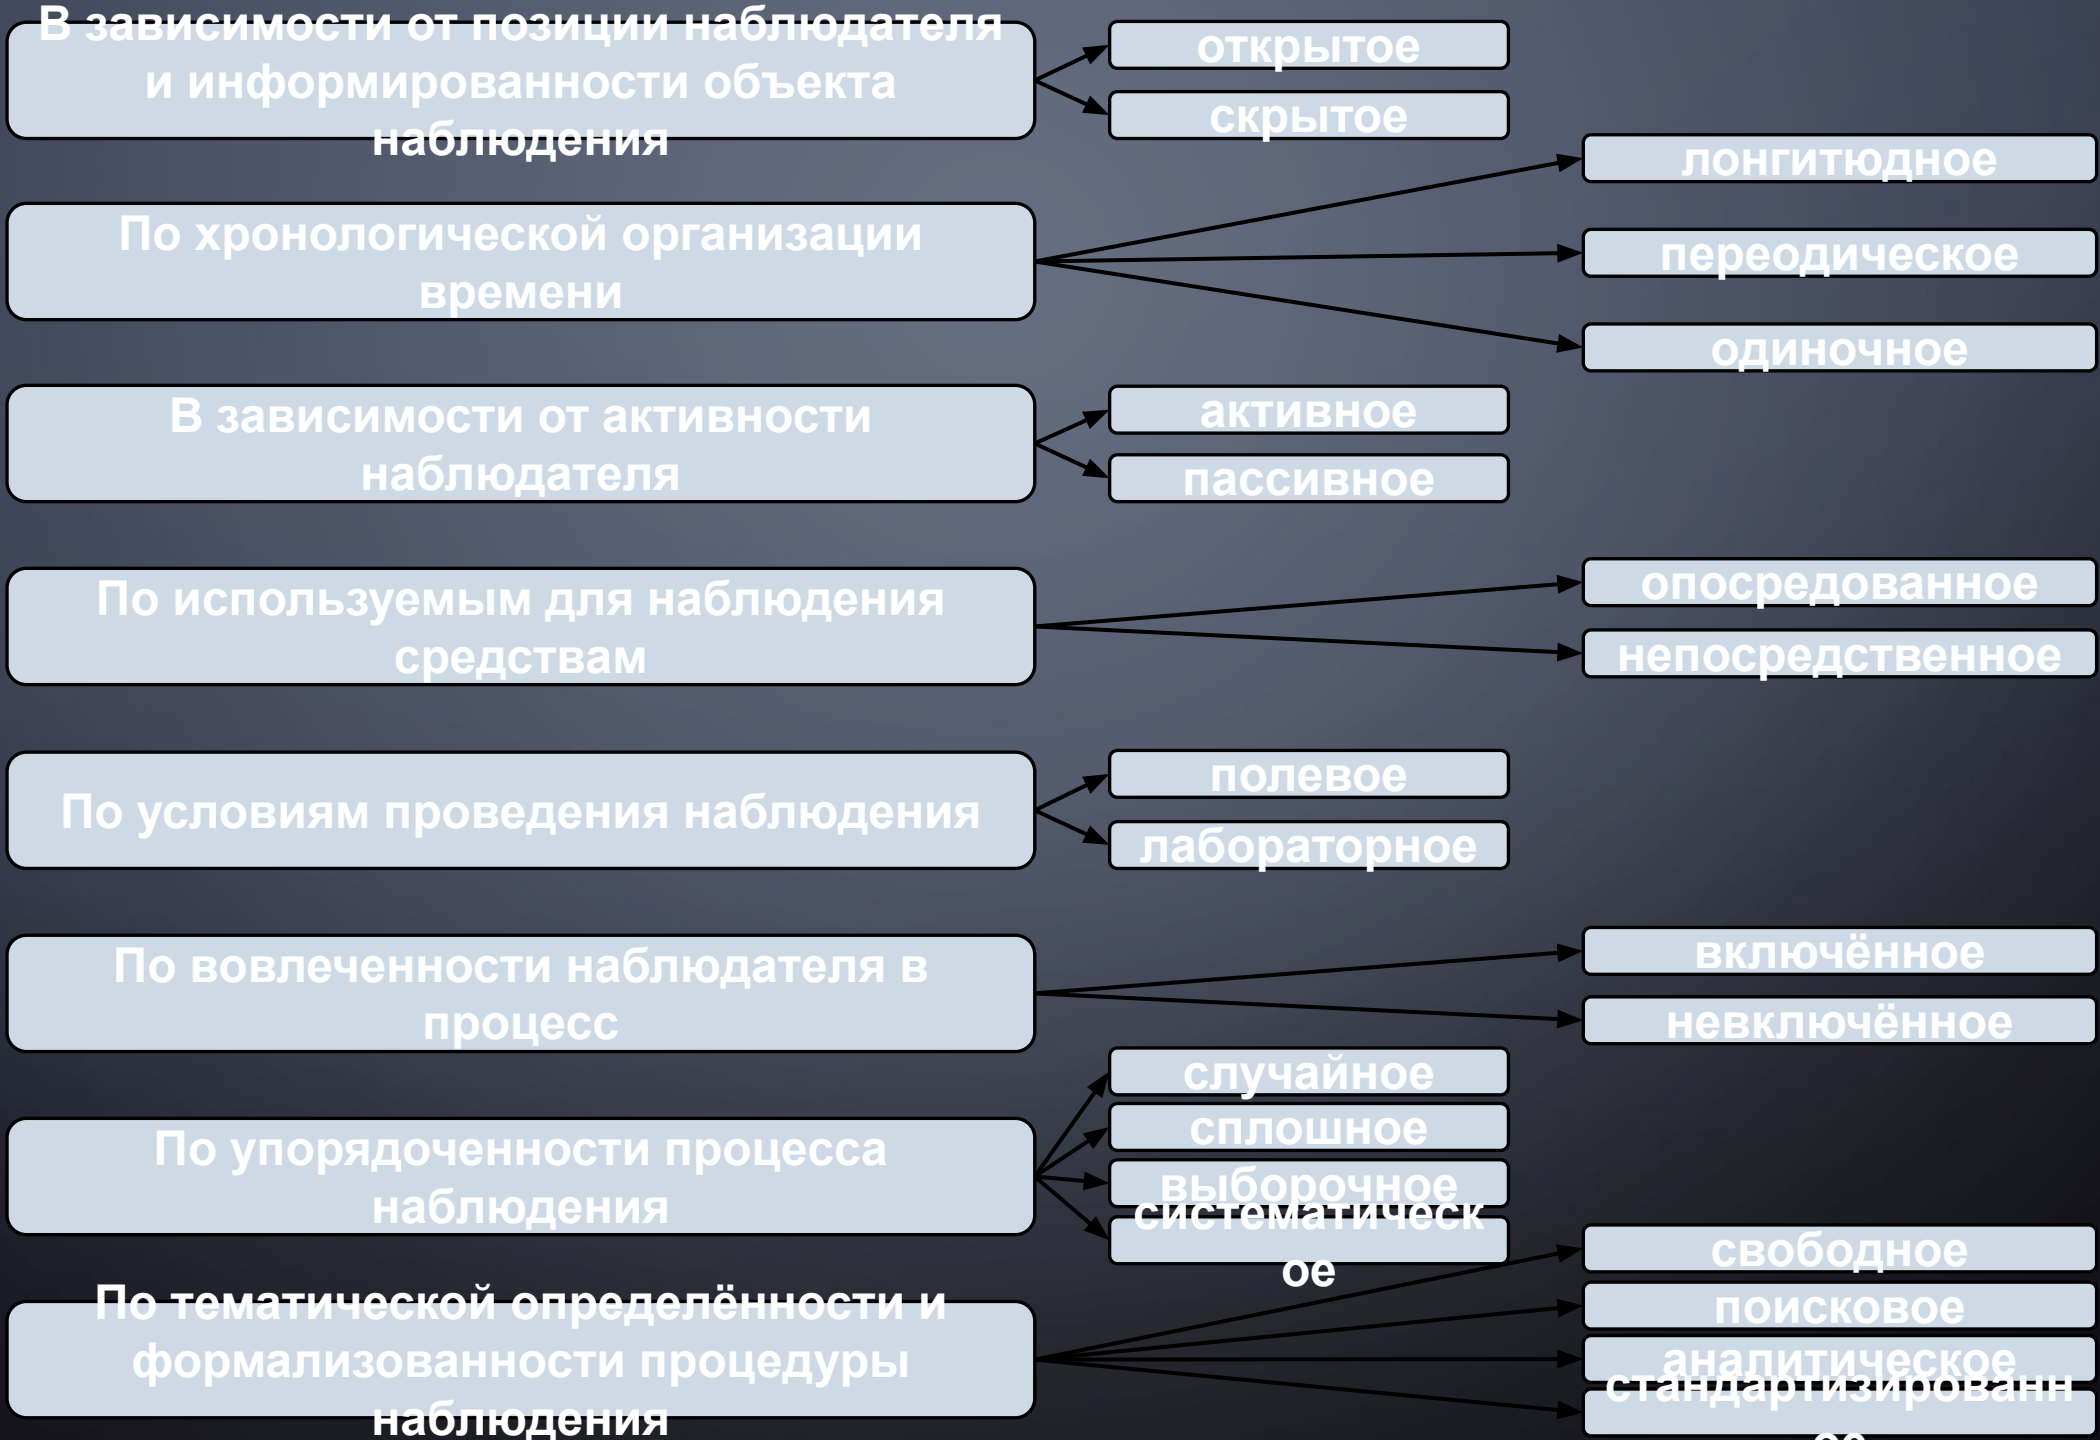 В зависимости от позиции наблюдателя
и информированности объекта
наблюдения
открытое
скрытое
По хронологической организации
времени
лонгитюдное
переодическое
одиночное
В зависимости от активности
наблюдателя
активное
пассивное
По используемым для наблюдения
средствам
опосредованное
непосредственное
По условиям проведения наблюдения
полевое
лабораторное
По вовлеченности наблюдателя в
процесс
включённое
невключённое
По упорядоченности процесса
наблюдения
случайное
сплошное
выборочное
систематическ
ое
По тематической определённости и
формализованности процедуры
наблюдения
свободное
поисковое
аналитическое
стандартизированн
ое